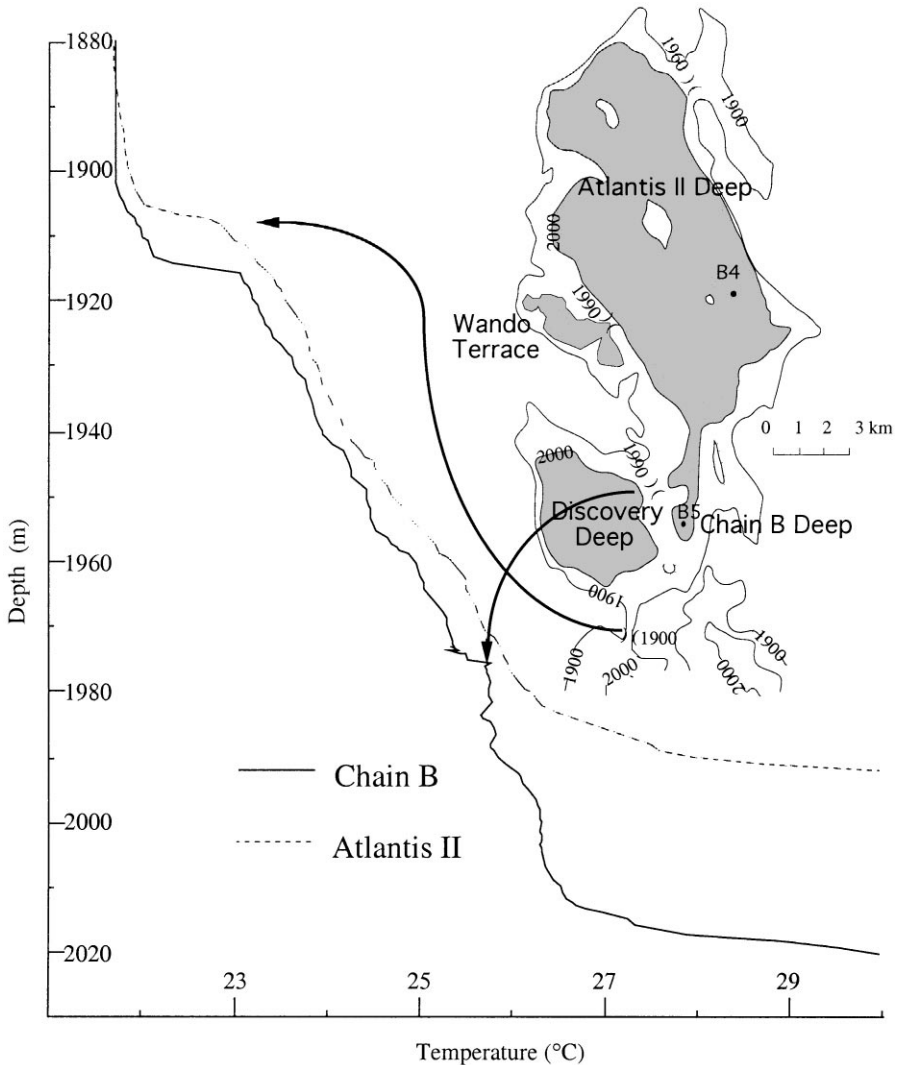 1880
1900
1920
1940
1960
1980
2000
2020
Depth (m)
23
25
27
29
Temperature (°C)
Chain B
Atlantis II
1960
1900
Atlantis II Deep
2000
B4
1990
Wando
Terrace
0 1 2 3 km
2000
1990
Discovery
Deep
B5
Chain B Deep
1900
1900
1900
2000
1900
2000